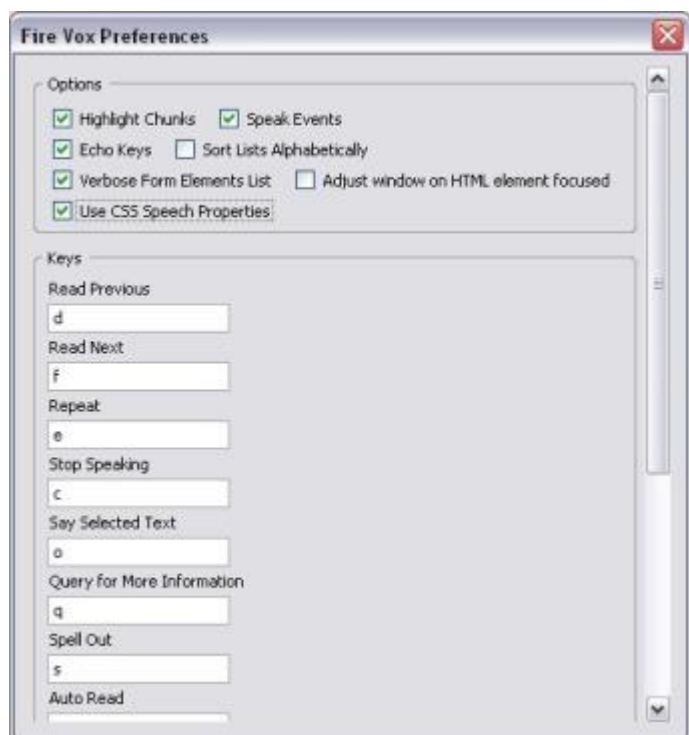 Fire Vox Preferences
Options
Highlight Chunks Speak Events
Echo Keys Sort Lists Alphabetically
Verbose Form Elements List Adjust window on HTML element focused
Use CSS Speech Properties
Keys
Read Previous
d
Read Next
f
Repeat
e
Stop Speaking
c
Say Selected Text
o
Query for More Information
q
Spell Out
s
Auto Read